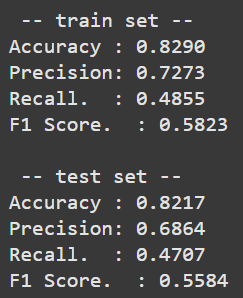 -- train set --
Accuracy : 0.8290
Precision: 0.7273
Recall.  : 0.4855
F1 Score.  : 0.5823

-- test set --
Accuracy : 0.8217
Precision: 0.6864
Recall.  : 0.4707
F1 Score.  : 0.5584